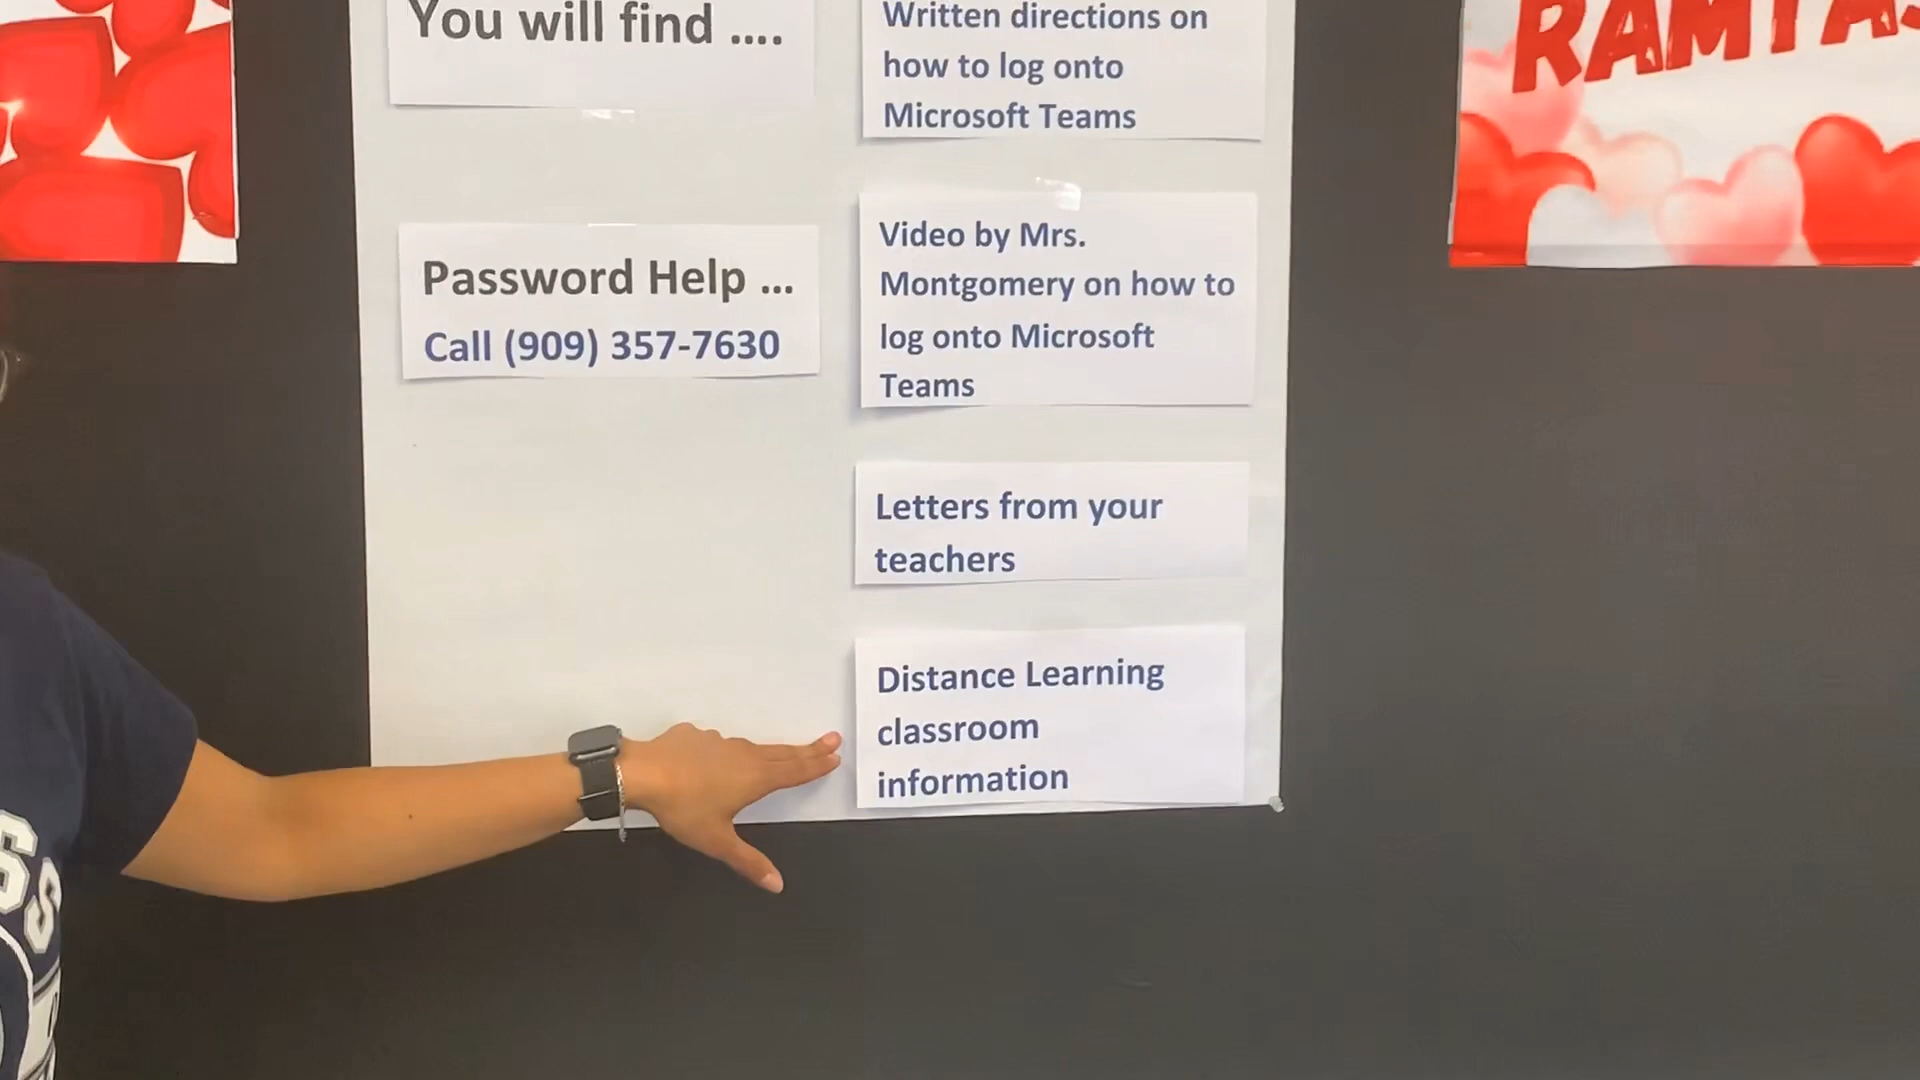 You will find ....
Password Help ...
Call (909) 357-7630
Written directions on
how to log onto
Microsoft Teams
Video by Mrs.
Montgomery on how to
log onto Microsoft
Teams
Letters from your
teachers
Distance Learning
classroom
information